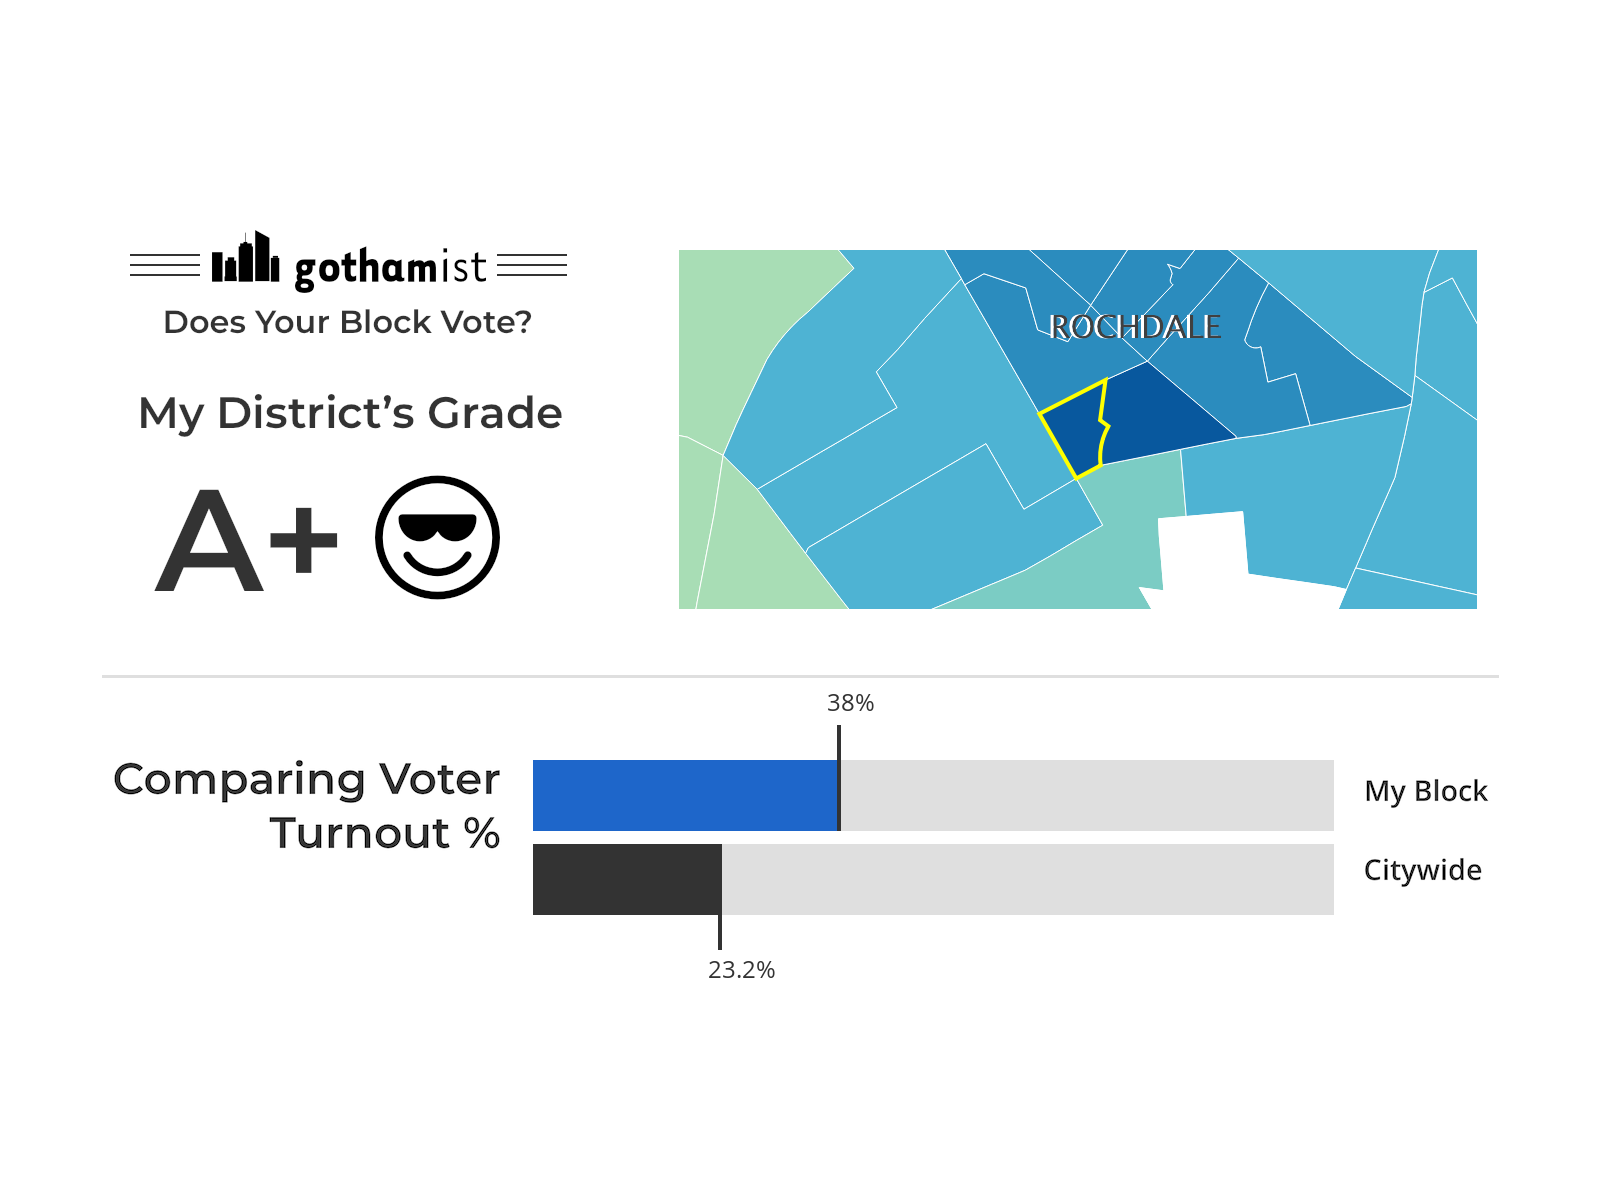 gothamist
Does Your Block Vote?
My District’s Grade
A+
ROCHDALE
38%
Comparing Voter
Turnout %
My Block
Citywide
23.2%